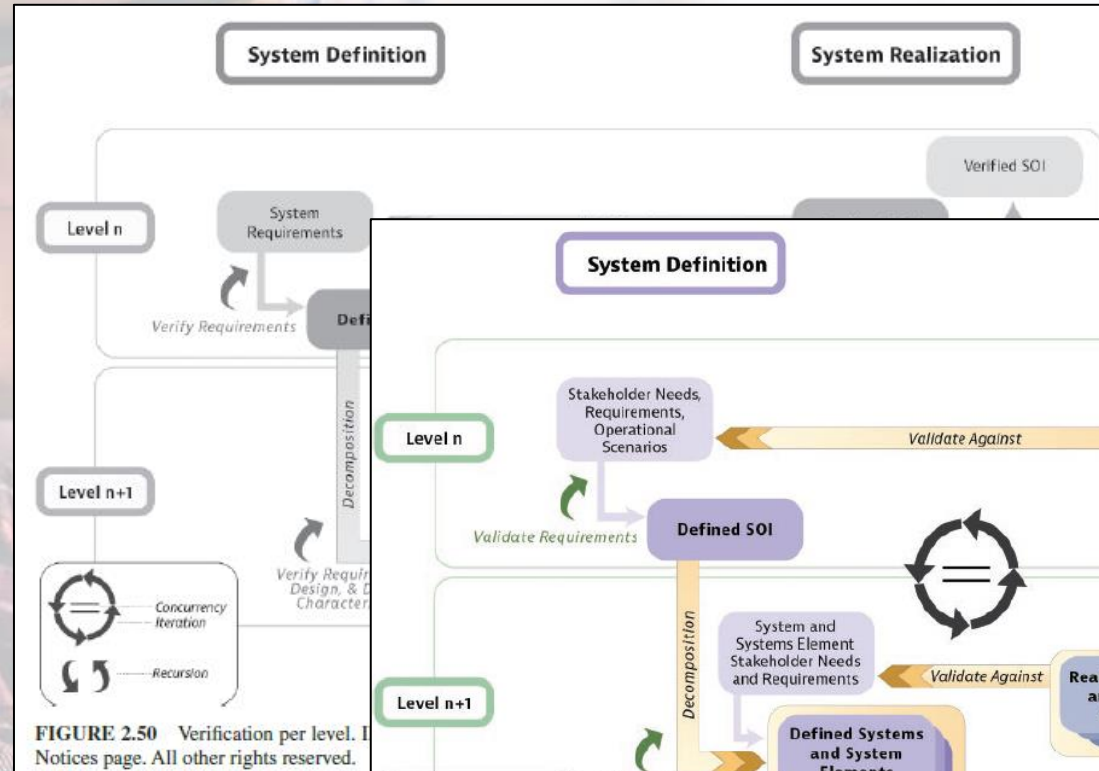 System Definition
System Realization
Verified SOI
Level n
System
Requirements
Verify Requirements
Decomposition
Level n+1
Design, &
Concurrency
Iteration
Recursion
FIGURE 2.50 Verification per level.
Notices page. All other rights reserved.
System Definition
Level n
Stakeholder Needs,
Requirements,
Operational
Scenarios
Validate Against
Validate Requirements
Defined SOI
Decomposition
System and
Systems Element
Stakeholder Needs
and Requirements
Validate Against
Level n+1
Defined Systems
and System
Elements